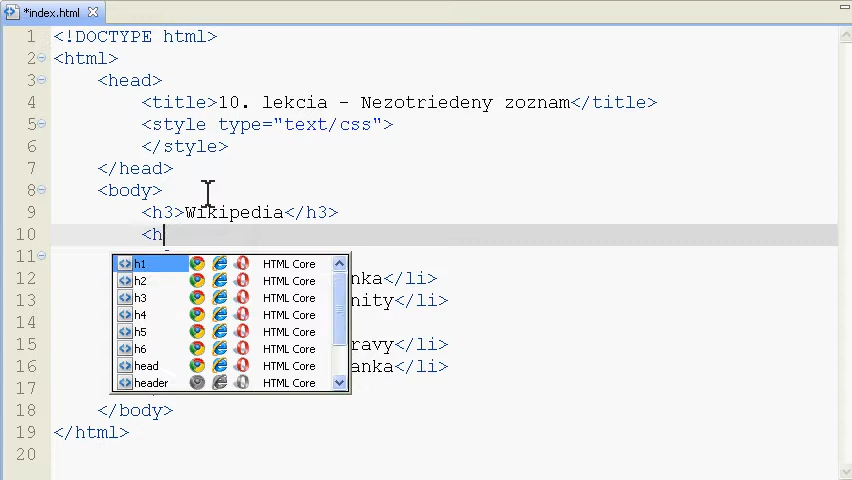 *index.html
1 <!DOCTYPE html>
2 <html>
3 <head>
4 <title>10. lekcia - Nezotriedeny zoznam</title>
5 <style type="text/css">
6 </style>
7 </head>
8 <body>
9 <h3>Wikipedia</h3>
10 <h
11
h1 HTML Core
12 nka</li>
h2 HTML Core
13 nity</li>
h3 HTML Core
14
h4 HTML Core
h5 HTML Core
15 ravy</li>
h6 HTML Core
16 anka</li>
head HTML Core
header HTML Core
17
18 </body>
19 </html>
20